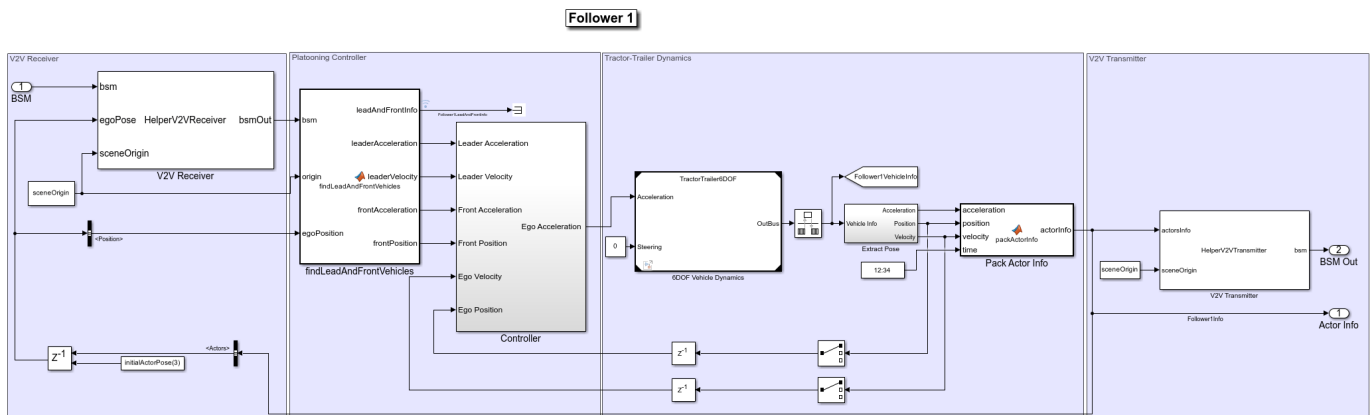 Follower 1
V2V Receiver
1
BSM
bsm
egoPose
HelperV2VReceiver
bsmOut
sceneOrigin
V2V Receiver
sceneOrigin
<Position>
z-1
initialActorPose(3)
<Actors>
Platooning Controller
bsm
origin
egoPosition
leadAndFrontInfo
leaderAcceleration
leaderVelocity
findLeadAndFrontVehicles
frontAcceleration
frontPosition
findLeadAndFrontVehicles
Follower1LeadAndFrontInfo
Leader Acceleration
Leader Velocity
Front Acceleration
Front Position
Ego Velocity
Ego Position
Ego Acceleration
Controller
Tractor-Trailer Dynamics
TractorTrailer6DOF
Acceleration
OutBus
0
Steering
6DOF Vehicle Dynamics
Follower1VehicleInfo
Vehicle Info
Acceleration
Position
Velocity
Extract Pose
12:34
acceleration
position
velocity
time
packActorInfo
actorInfo
Pack Actor Info
z-1
z-1
V2V Transmitter
actorsInfo
HelperV2VTransmitter
bsm
sceneOrigin
sceneOrigin
V2V Transmitter
2
BSM Out
Follower1Info
1
Actor Info